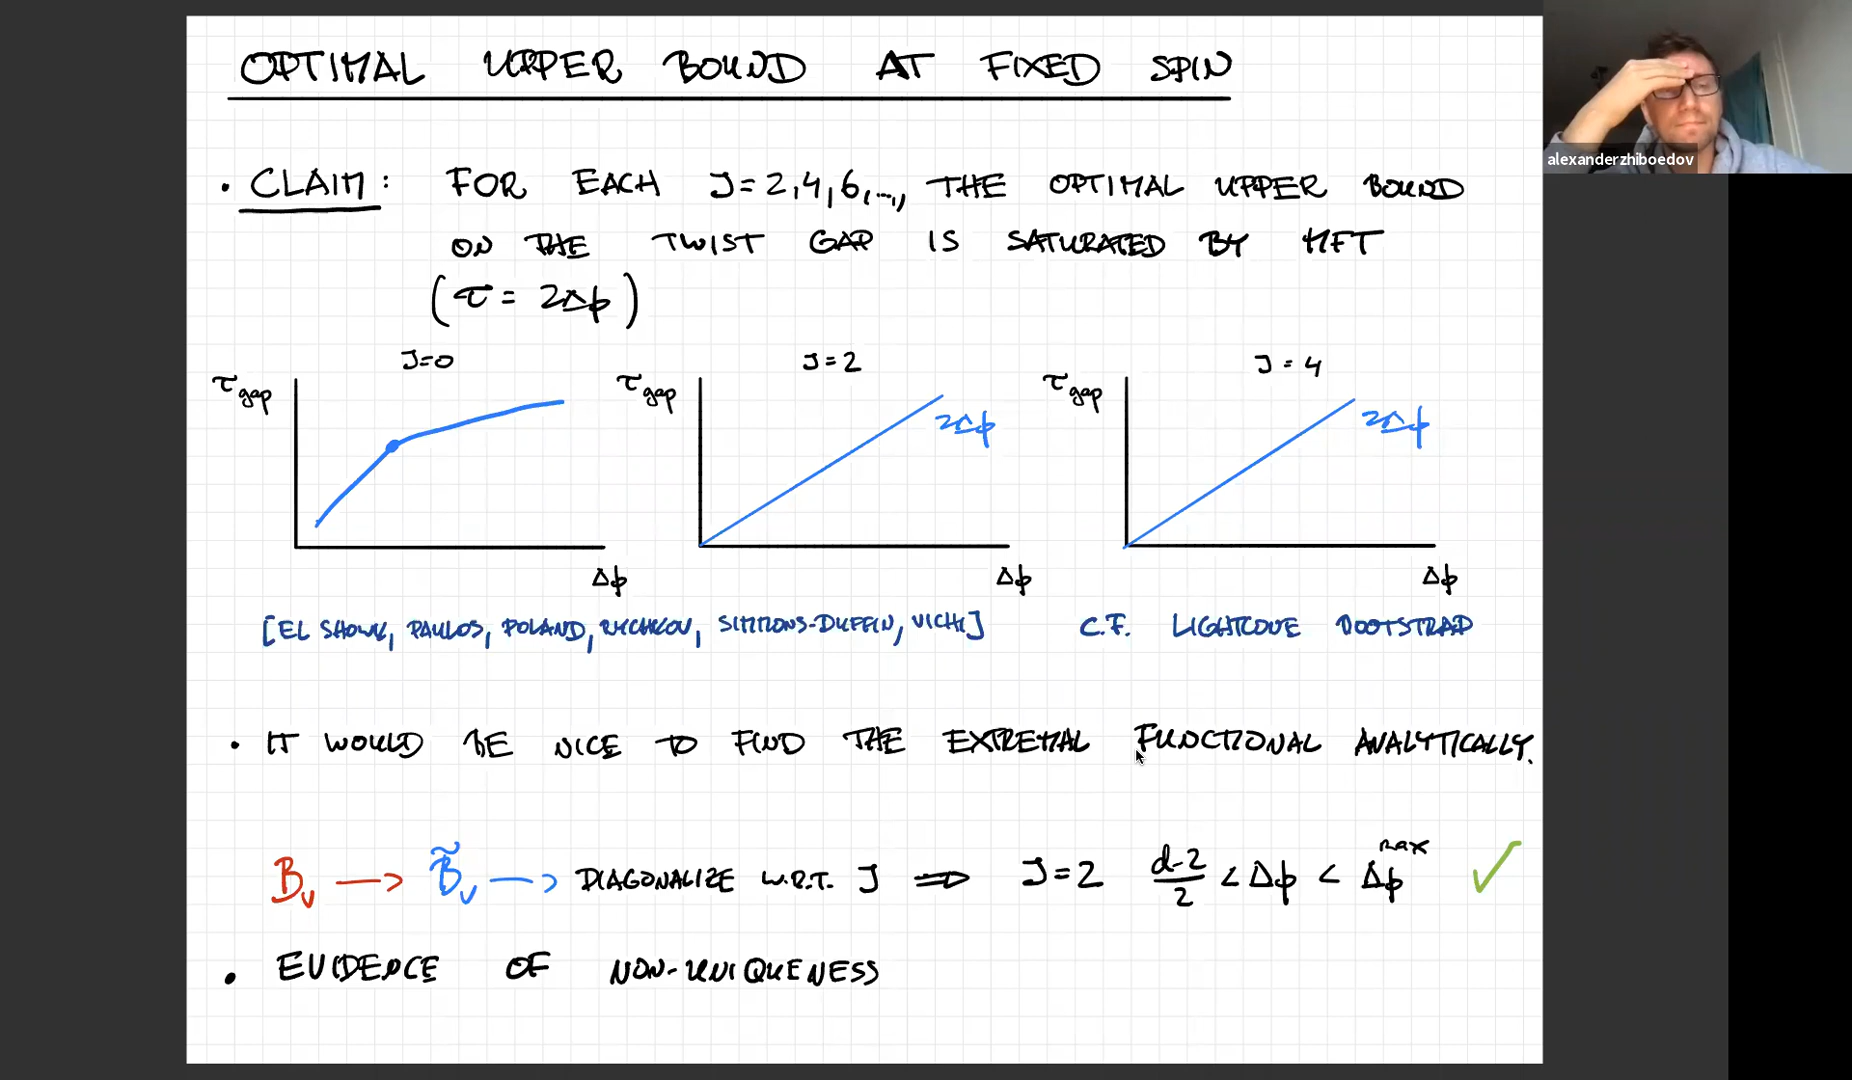 OPTIMAL UPPER BOUND AT FIXED SPIN
alexanderzhiboedov
• CLAIM: FOR EACH J=2,4,6,..., THE OPTIMAL UPPER BOUND
ON THE TWIST GAP IS SATURATED BY MFT
(τ = 2Δϕ)
J=0
J=2
J=4
τgap
τgap
τgap
2Δϕ
2Δϕ
Δϕ
Δϕ
Δϕ
[EL SHOWK, PAULOS, POLAND, RYCHKOV, SIMMONS-DUFFIN, VICHI]
C.F. LIGHTCONE BOOTSTRAP
• IT WOULD BE NICE TO FIND THE EXTREMAL FUNCTIONAL ANALYTICALLY.
B_v → B̃_v → DIAGONALIZE W.R.T. J ⇒ J=2 (d-2)/2 < Δϕ < Δϕ^max ✓
• EVIDENCE OF NON-UNIQUENESS